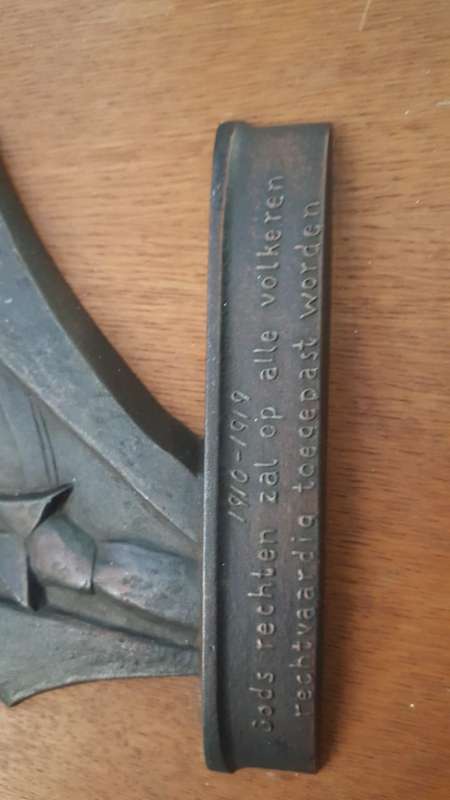 1910-1919
Gods rechten zal op alle volkeren
rechtvaardig toegepast worden